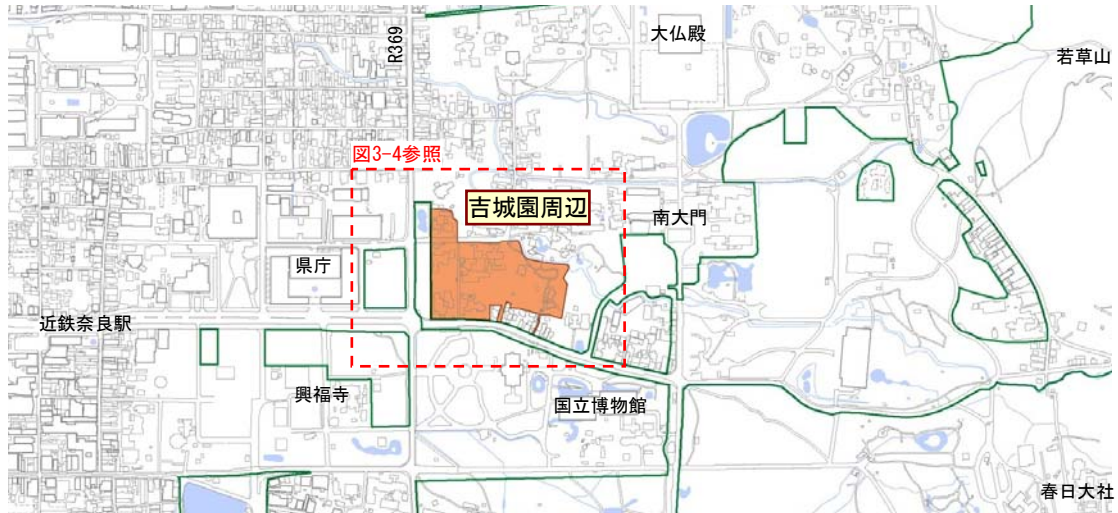 大仏殿
R369
若草山
図3-4参照
吉城園周辺
南大門
県庁
近鉄奈良駅
興福寺
国立博物館
春日大社